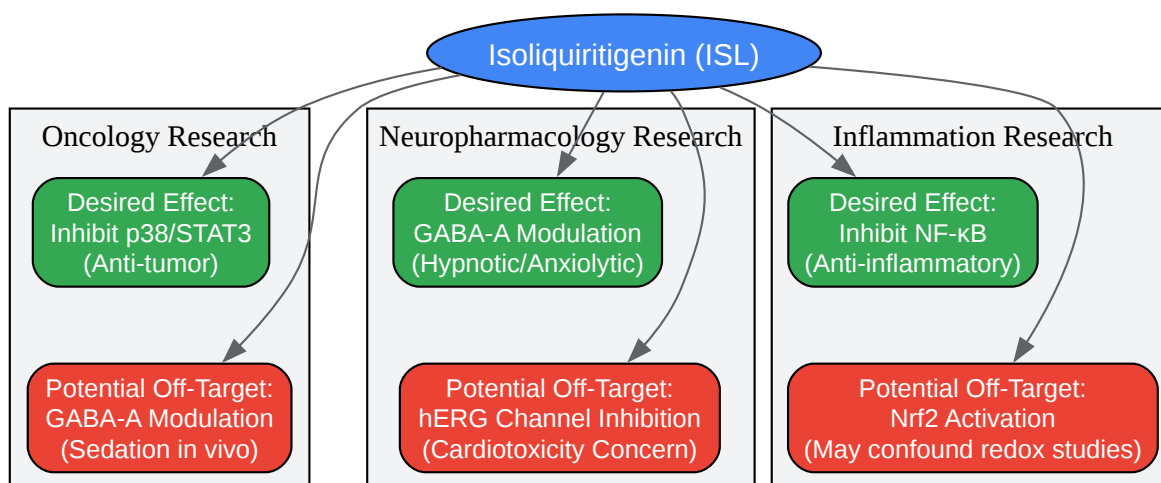 Isoliquiritigenin (ISL)
Oncology Research
Desired Effect:
Inhibit p38/STAT3
(Anti-tumor)
Potential Off-Target:
GABA-A Modulation
(Sedation in vivo)
Neuropharmacology Research
Desired Effect:
GABA-A Modulation
(Hypnotic/Anxiolytic)
Potential Off-Target:
hERG Channel Inhibition
(Cardiotoxicity Concern)
Inflammation Research
Desired Effect:
Inhibit NF-κB
(Anti-inflammatory)
Potential Off-Target:
Nrf2 Activation
(May confound redox studies)